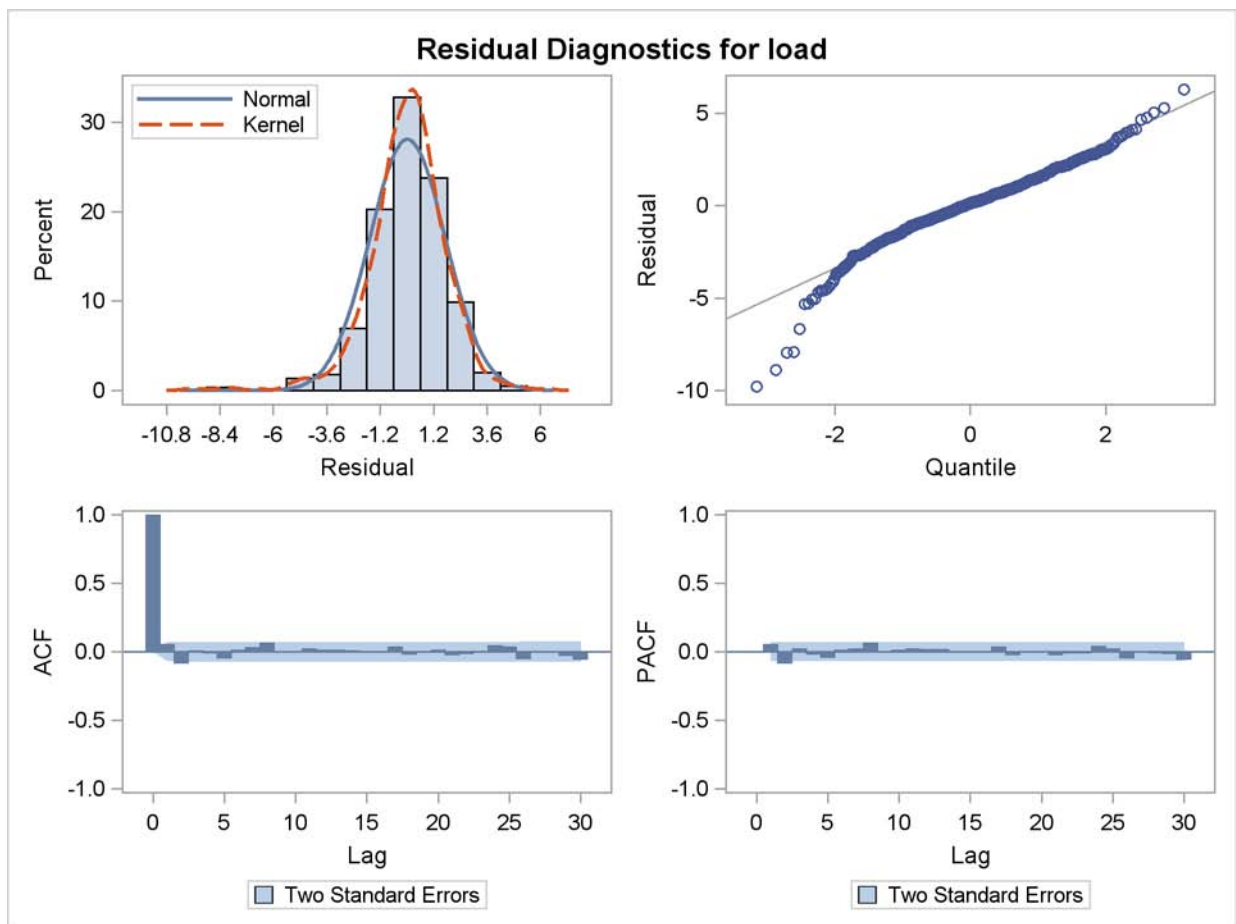 Residual Diagnostics for load
Normal
Kernel
30
20
10
0
Percent
-10.8 -8.4 -6 -3.6 -1.2 1.2 3.6 6
Residual
5
0
-5
-10
Residual
-2 0 2
Quantile
1.0
0.5
0.0
-0.5
-1.0
ACF
0 5 10 15 20 25 30
Lag
Two Standard Errors
1.0
0.5
0.0
-0.5
-1.0
PACF
0 5 10 15 20 25 30
Lag
Two Standard Errors